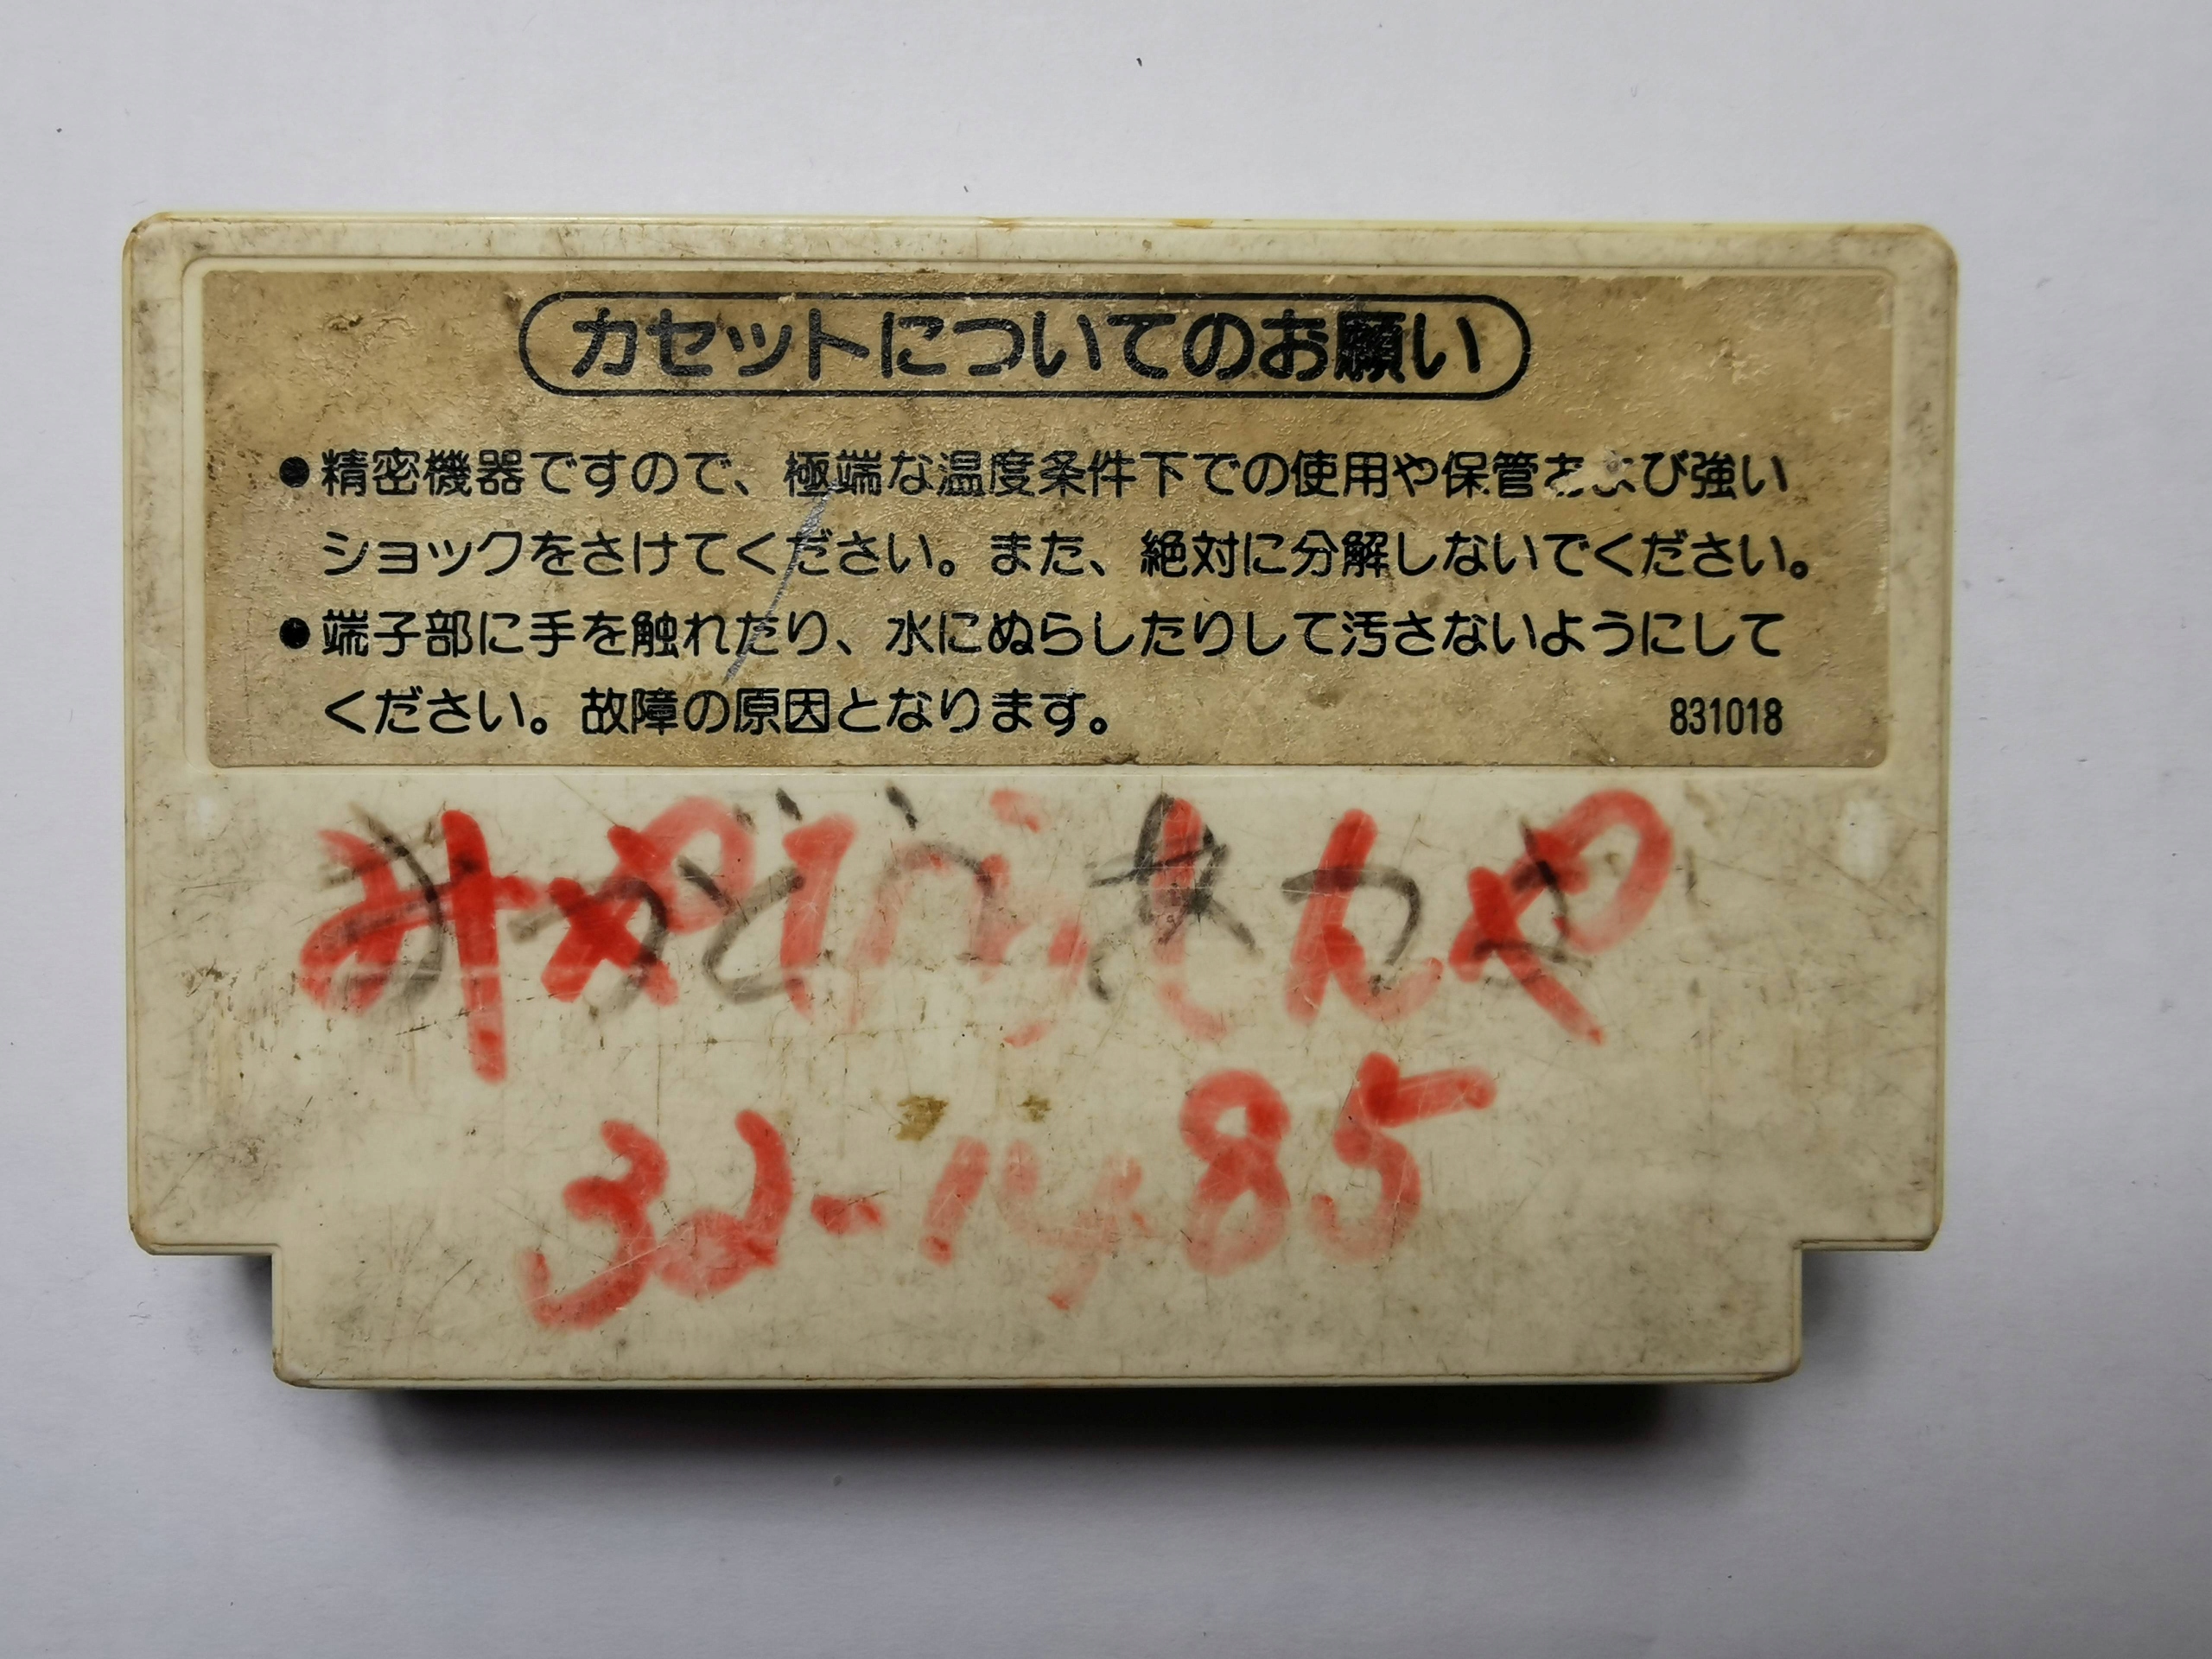 カセットについてのお願い
●精密機器ですので、極端な温度条件下での使用や保管および強い
ショックをさけてください。また、絶対に分解しないでください。
●端子部に手を触れたり、水にぬらしたりして汚さないようにして
ください。故障の原因となります。
831018
32-1485